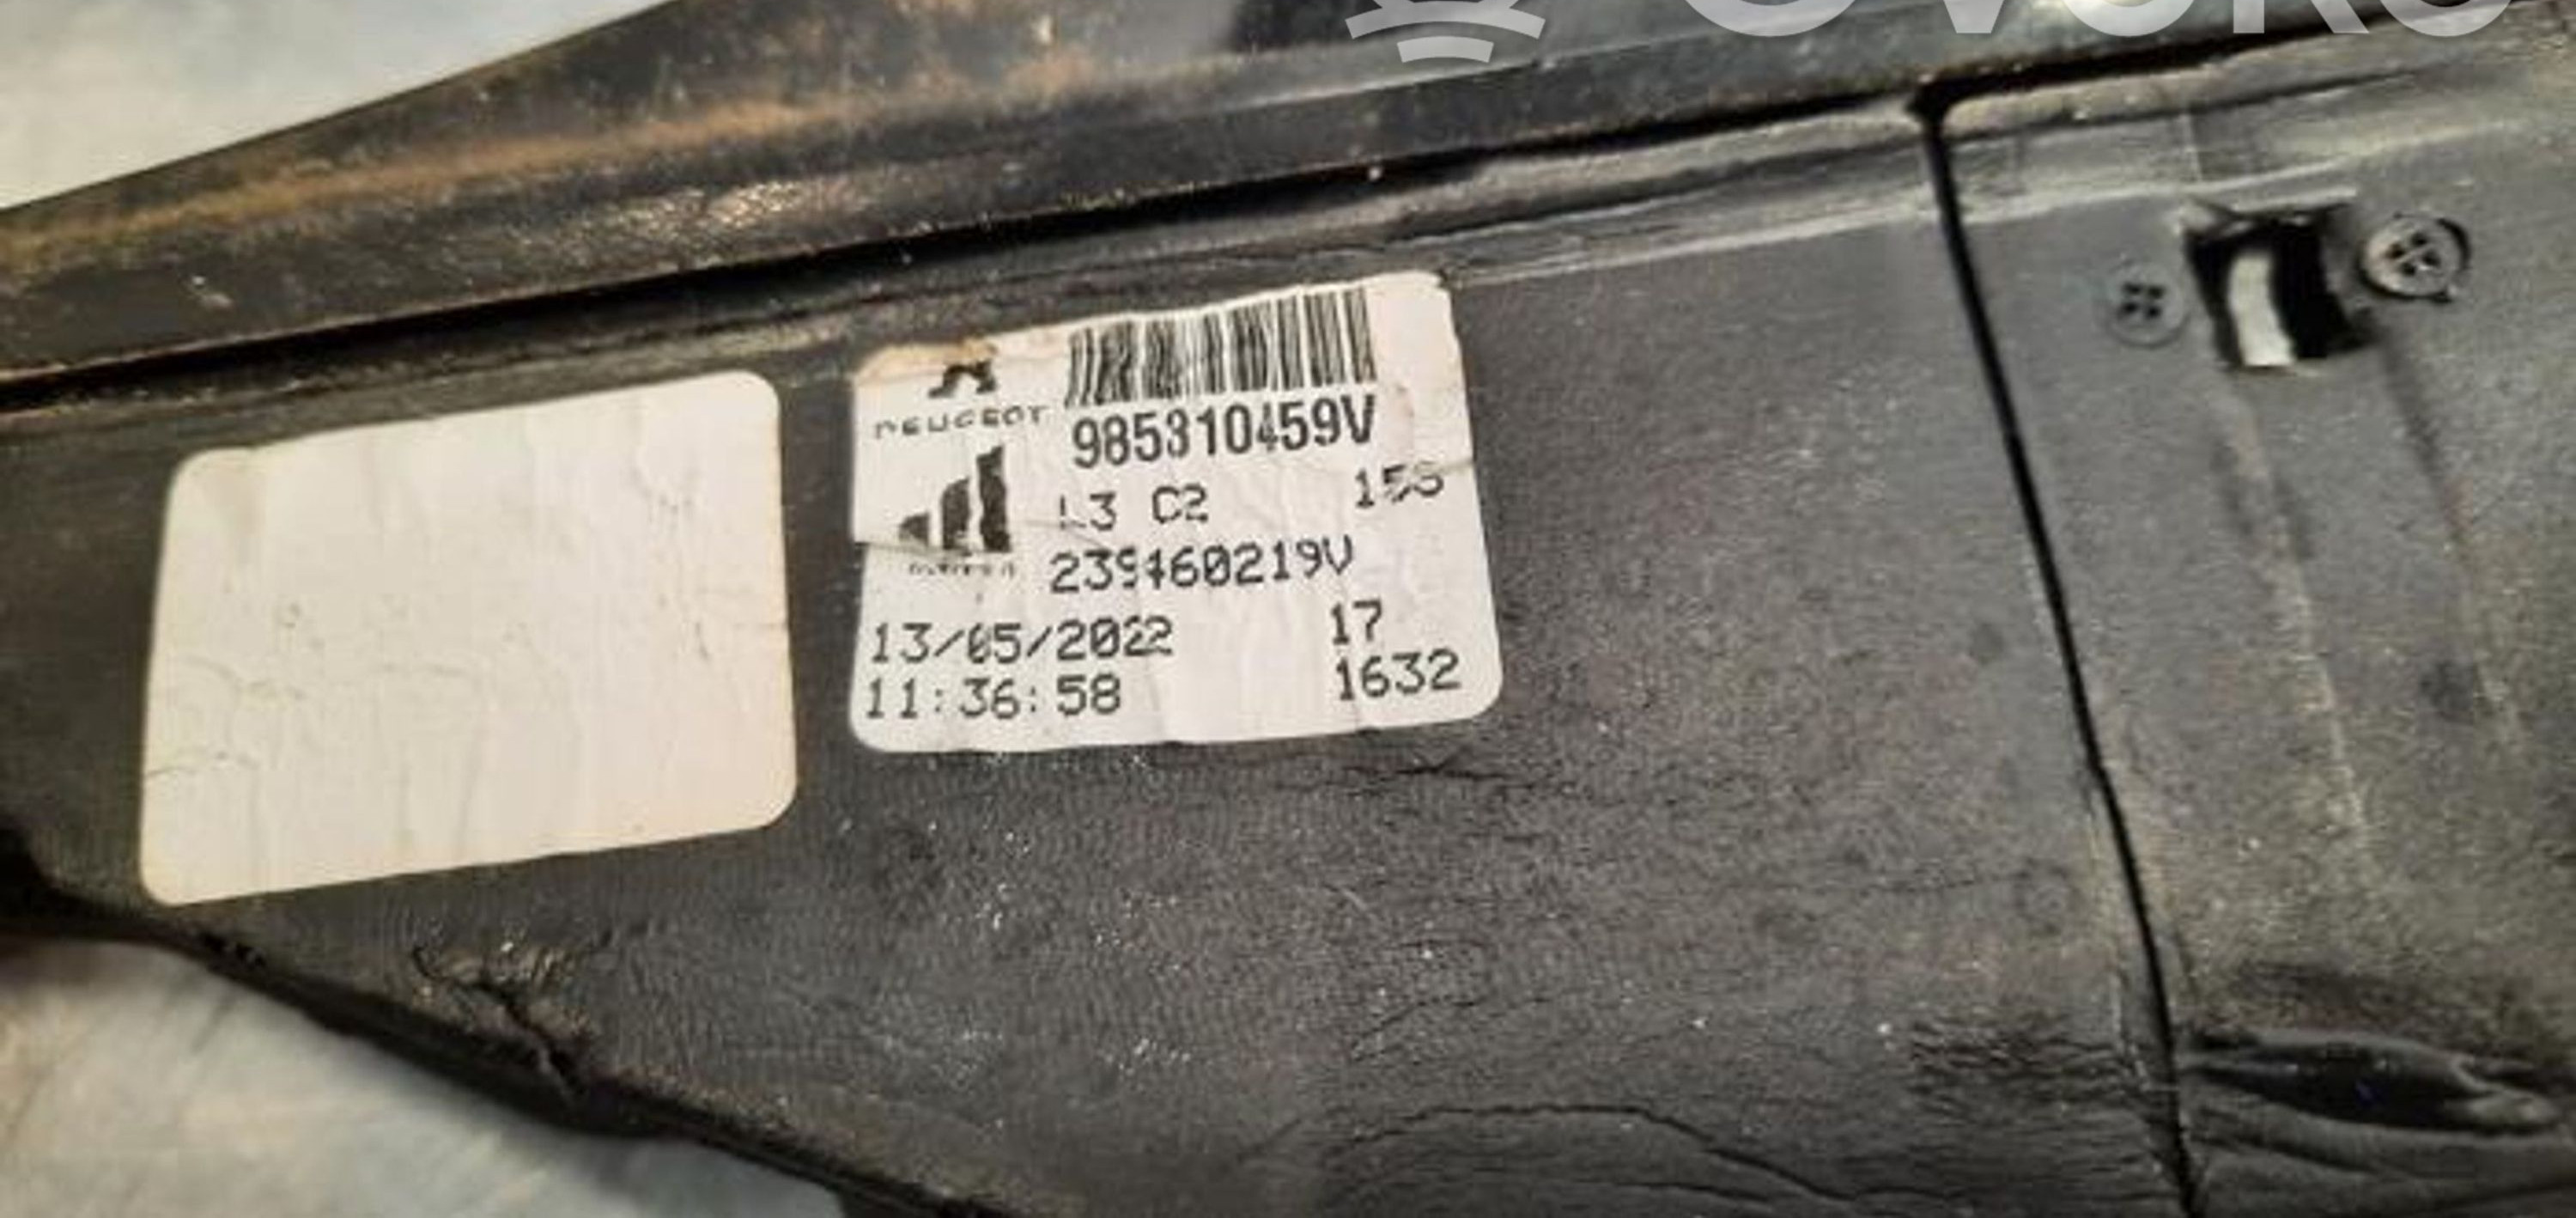 PEUGEOT
985310459V
L3 C2
239460219V
13/05/2022 17
11:36:58 1632